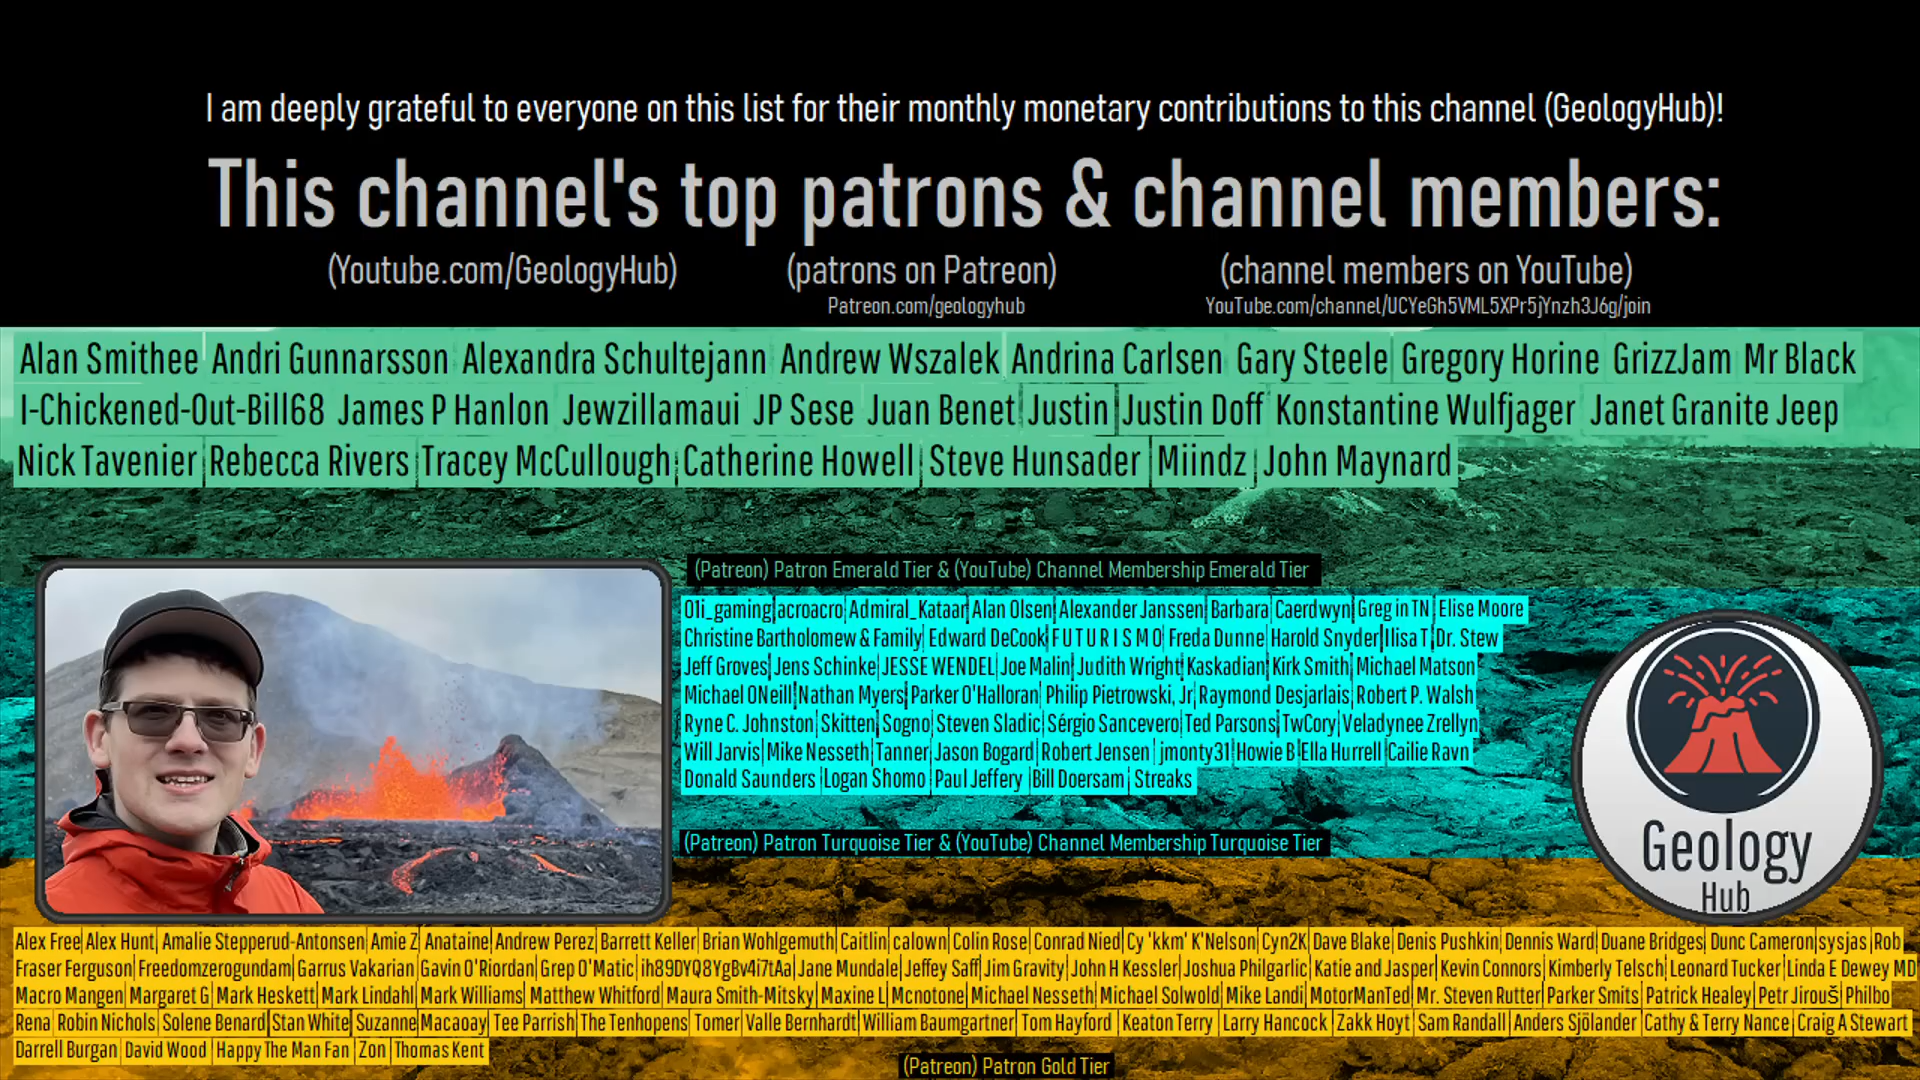 I am deeply grateful to everyone on this list for their monthly monetary contributions to this channel (GeologyHub)!
This channel's top patrons & channel members:
(Youtube.com/GeologyHub) (patrons on Patreon) (channel members on YouTube)
Patreon.com/geologyhub YouTube.com/channel/UCYeGh5VML5XPr5jYnzh3J6g/join
Alan Smithee Andri Gunnarsson Alexandra Schultejann Andrew Wszalek Andrina Carlsen Gary Steele Gregory Horine GrizzJam Mr Black
I-Chickened-Out-Bill68 James P Hanlon Jewzillamaui JP Sese Juan Benet Justin Justin Doff Konstantine Wulfjager Janet Granite Jeep
Nick Tavenier Rebecca Rivers Tracey McCullough Catherine Howell Steve Hunsader Miindz John Maynard
(Patreon) Patron Emerald Tier & (YouTube) Channel Membership Emerald Tier
01i_gaming acroacro Admiral_Kataar Alan Olsen Alexander Janssen Barbara Caerdwyn Greg in TN Elise Moore
Christine Bartholomew & Family Edward DeCook F U T U R I S M O Freda Dunne Harold Snyder Ilisa T Dr. Stew
Jeff Groves Jens Schinke JESSE WENDEL Joe Malin Judith Wright Kaskadian Kirk Smith Michael Matson
Michael ONeill Nathan Myers Parker O'Halloran Philip Pietrowski, Jr Raymond Desjarlais Robert P. Walsh
Ryne C. Johnston Skitten Sogno Steven Sladic Sérgio Sancevero Ted Parsons TwCory Veladynee Zrellyn
Will Jarvis Mike Nesseth Tanner Jason Bogard Robert Jensen jmonty31 Howie B Ella Hurrell Cailie Ravn
Donald Saunders Logan Shomo Paul Jeffery Bill Doersam Streaks
(Patreon) Patron Turquoise Tier & (YouTube) Channel Membership Turquoise Tier
Geology
Hub
Alex Free Alex Hunt Amalie Stepperud-Antonsen Amie Z Anataine Andrew Perez Barrett Keller Brian Wohlgemuth Caitlin calown Colin Rose Conrad Nied Cy 'kkm' K'Nelson Cyn2K Dave Blake Denis Pushkin Dennis Ward Duane Bridges Dunc Cameron sysjas Rob
Fraser Ferguson Freedomzerogundam Garrus Vakarian Gavin O'Riordan Grep O'Matic ih89DYQ8YgBv4i7tAa Jane Mundale Jeffey Saff Jim Gravity John H Kessler Joshua Philgarlic Katie and Jasper Kevin Connors Kimberly Telsch Leonard Tucker Linda E Dewey MD
Macro Mangen Margaret G Mark Heskett Mark Lindahl Mark Williams Matthew Whitford Maura Smith-Mitsky Maxine L Mcnotone Michael Nesseth Michael Solwold Mike Landi MotorManTed Mr. Steven Rutter Parker Smits Patrick Healey Petr Jirouš Philbo
Rena Robin Nichols Solene Benard Stan White Suzanne Macaoay Tee Parrish The Tenhopens Tomer Valle Bernhardt William Baumgartner Tom Hayford Keaton Terry Larry Hancock Zakk Hoyt Sam Randall Anders Sjölander Cathy & Terry Nance Craig A Stewart
Darrell Burgan David Wood Happy The Man Fan Zon Thomas Kent
(Patreon) Patron Gold Tier